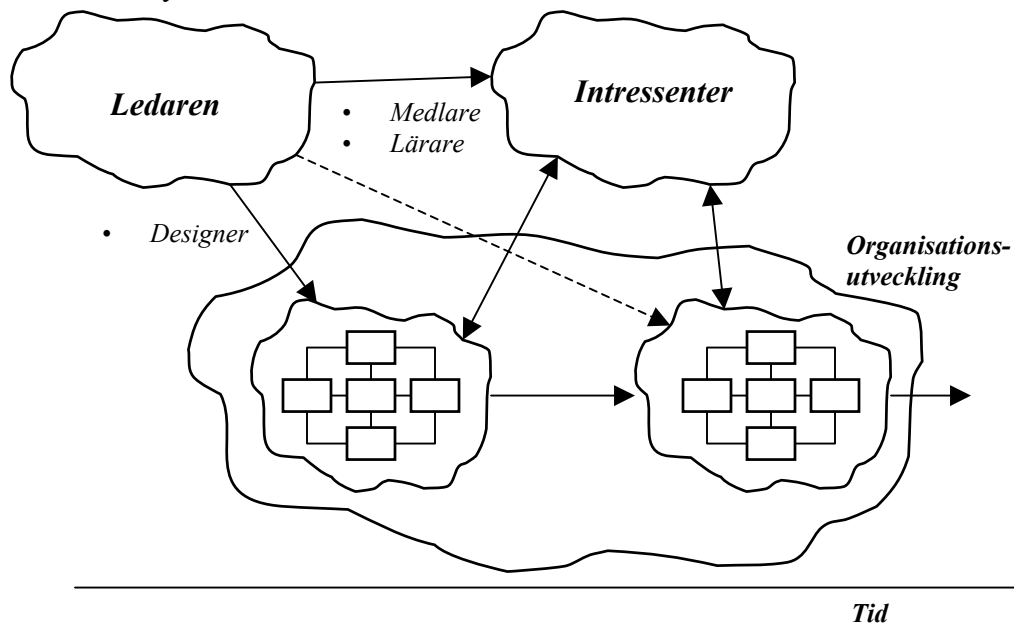 Ledaren
Intressenter
• Medlare
• Lärare
• Designer
Organisations-
utveckling
Tid